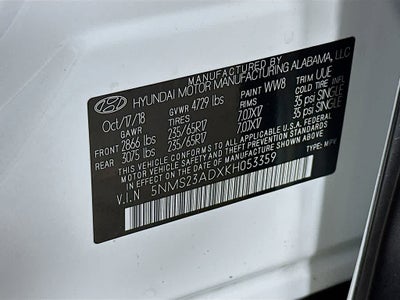 MANUFACTURED BY
HYUNDAI MOTOR MANUFACTURING ALABAMA, LLC
Oct/17/18 GVWR 4729 lbs PAINT WW8 TRIM UUE
GAWR TIRES RIMS COLD TIRE INFL
FRONT 2866 lbs 235/65R17 7.0JX17 35 psi SINGLE
REAR 3075 lbs 235/65R17 7.0JX17 35 psi SINGLE
THIS VEHICLE CONFORMS TO ALL APPLICABLE U.S.A. FEDERAL
MOTOR VEHICLE SAFETY STANDARDS
IN EFFECT ON THE DATE OF MANUFACTURE SHOWN ABOVE.
V.I.N 5NMS23ADXKH053359 TYPE: MPV